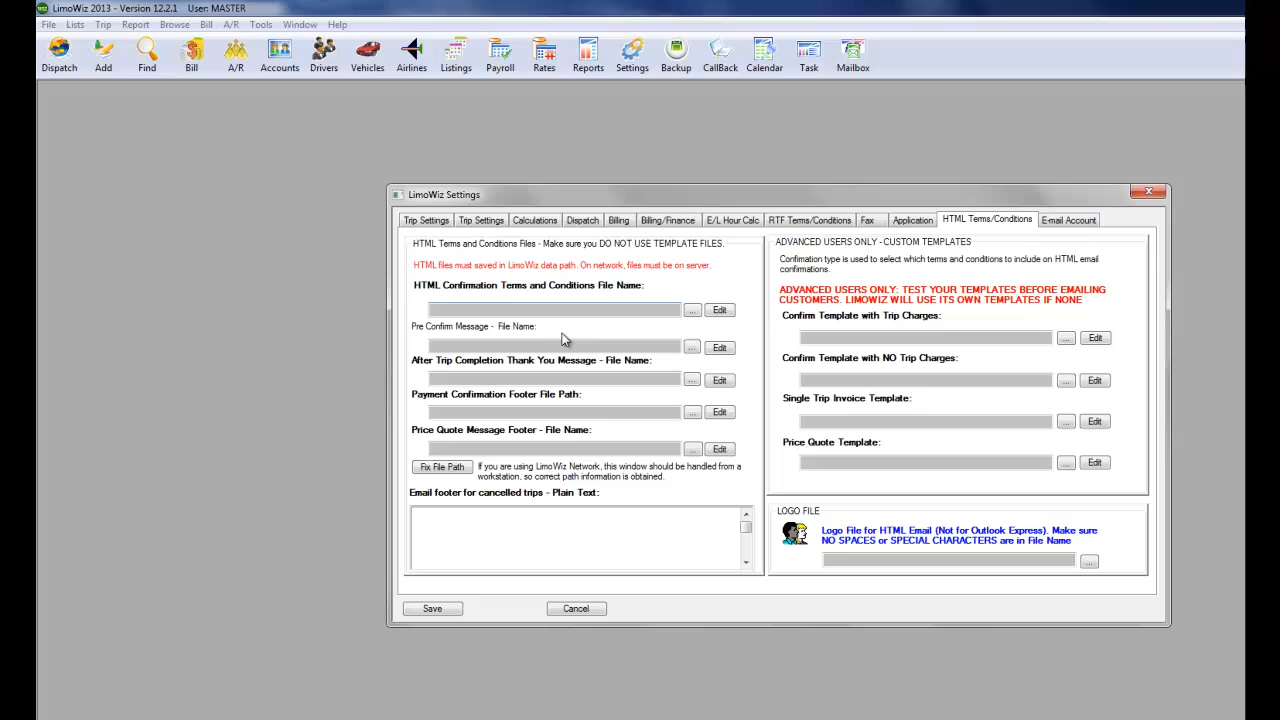 LimoWiz 2013 - Version 12.2.1 User: MASTER
File Lists Trip Report Browse Bill A/R Tools Window Help
Dispatch Add Find Bill A/R Accounts Drivers Vehicles Airlines Listings Payroll Rates Reports Settings Backup CallBack Calendar Task Mailbox
LimoWiz Settings
Trip Settings Trip Settings Calculations Dispatch Billing Billing/Finance E/L Hour Calc RTF Terms/Conditions Fax Application HTML Terms/Conditions E-mail Account
HTML Terms and Conditions Files - Make sure you DO NOT USE TEMPLATE FILES.
HTML files must saved in LimoWiz data path. On network, files must be on server.
HTML Confirmation Terms and Conditions File Name:
... Edit
Pre Confirm Message - File Name:
... Edit
After Trip Completion Thank You Message - File Name:
... Edit
Payment Confirmation Footer File Path:
... Edit
Price Quote Message Footer - File Name:
... Edit
Fix File Path
If you are using LimoWiz Network, this window should be handled from a
workstation, so correct path information is obtained.
Email footer for cancelled trips - Plain Text:
ADVANCED USERS ONLY - CUSTOM TEMPLATES
Confimation type is used to select which terms and conditions to include on HTML email
confirmations.
ADVANCED USERS ONLY: TEST YOUR TEMPLATES BEFORE EMAILING
CUSTOMERS. LIMOWIZ WILL USE ITS OWN TEMPLATES IF NONE
Confirm Template with Trip Charges:
... Edit
Confirm Template with NO Trip Charges:
... Edit
Single Trip Invoice Template:
... Edit
Price Quote Template:
... Edit
LOGO FILE
Logo File for HTML Email (Not for Outlook Express). Make sure
NO SPACES or SPECIAL CHARACTERS are in File Name
...
Save Cancel